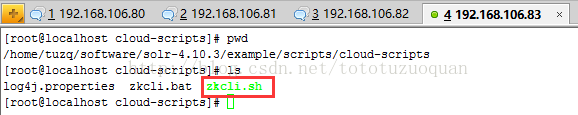 1 192.168.106.80 2 192.168.106.81 3 192.168.106.82 4 192.168.106.83
[root@localhost cloud-scripts]# pwd
/home/tuzq/software/solr-4.10.3/example/scripts/cloud-scripts
[root@localhost cloud-scripts]# ls
log4j.properties zkcli.bat zkcli.sh
[root@localhost cloud-scripts]#
http://blog.csdn.net/tototuzuoquan